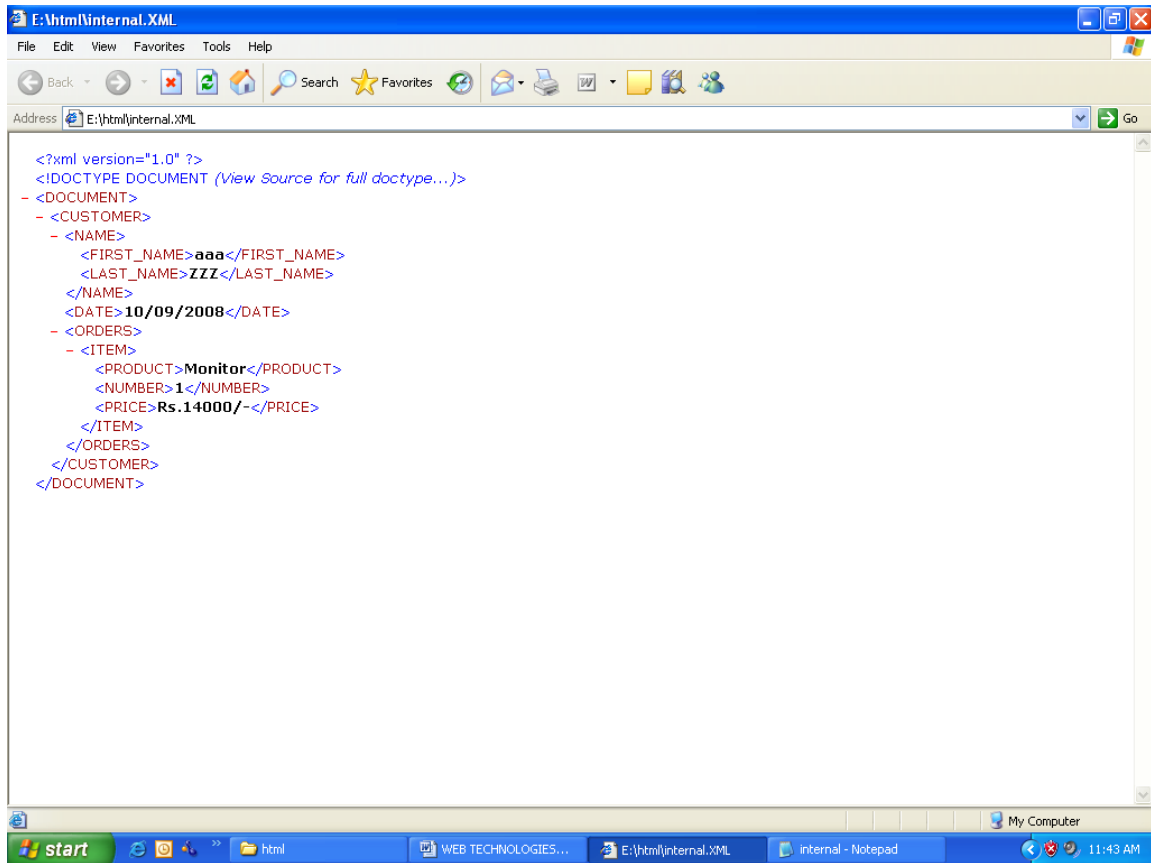 E:\html\internal.XML
File Edit View Favorites Tools Help
Back Search Favorites
Address E:\html\internal.XML Go
<?xml version="1.0" ?>
<!DOCTYPE DOCUMENT (View Source for full doctype...)>
- <DOCUMENT>
- <CUSTOMER>
- <NAME>
<FIRST_NAME>aaa</FIRST_NAME>
<LAST_NAME>ZZZ</LAST_NAME>
</NAME>
<DATE>10/09/2008</DATE>
- <ORDERS>
- <ITEM>
<PRODUCT>Monitor</PRODUCT>
<NUMBER>1</NUMBER>
<PRICE>Rs.14000/-</PRICE>
</ITEM>
</ORDERS>
</CUSTOMER>
</DOCUMENT>
My Computer
start html WEB TECHNOLOGIES... E:\html\internal.XML internal - Notepad 11:43 AM